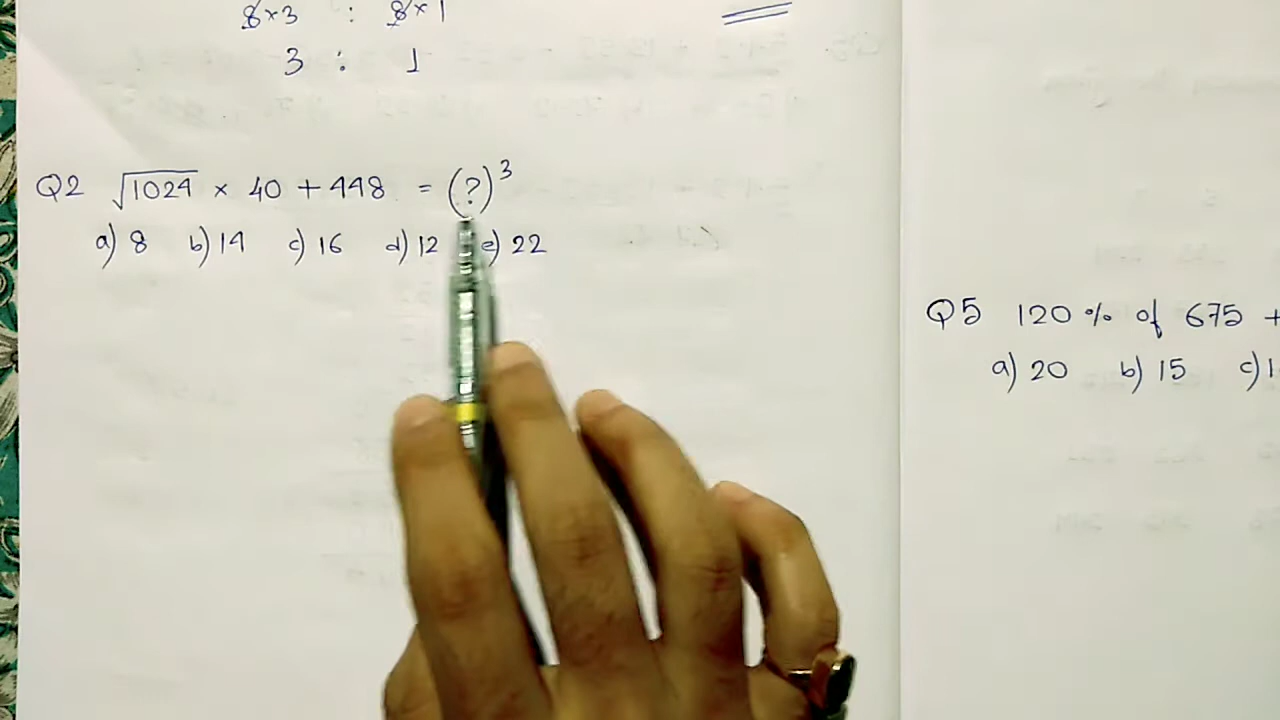 8×3 : 8×1
3 : 1
Q2 √1024 × 40 + 448 = (?)³
a) 8 b) 14 c) 16 d) 12 e) 22
Q5 120% of 675 +
a) 20 b) 15 c) 1